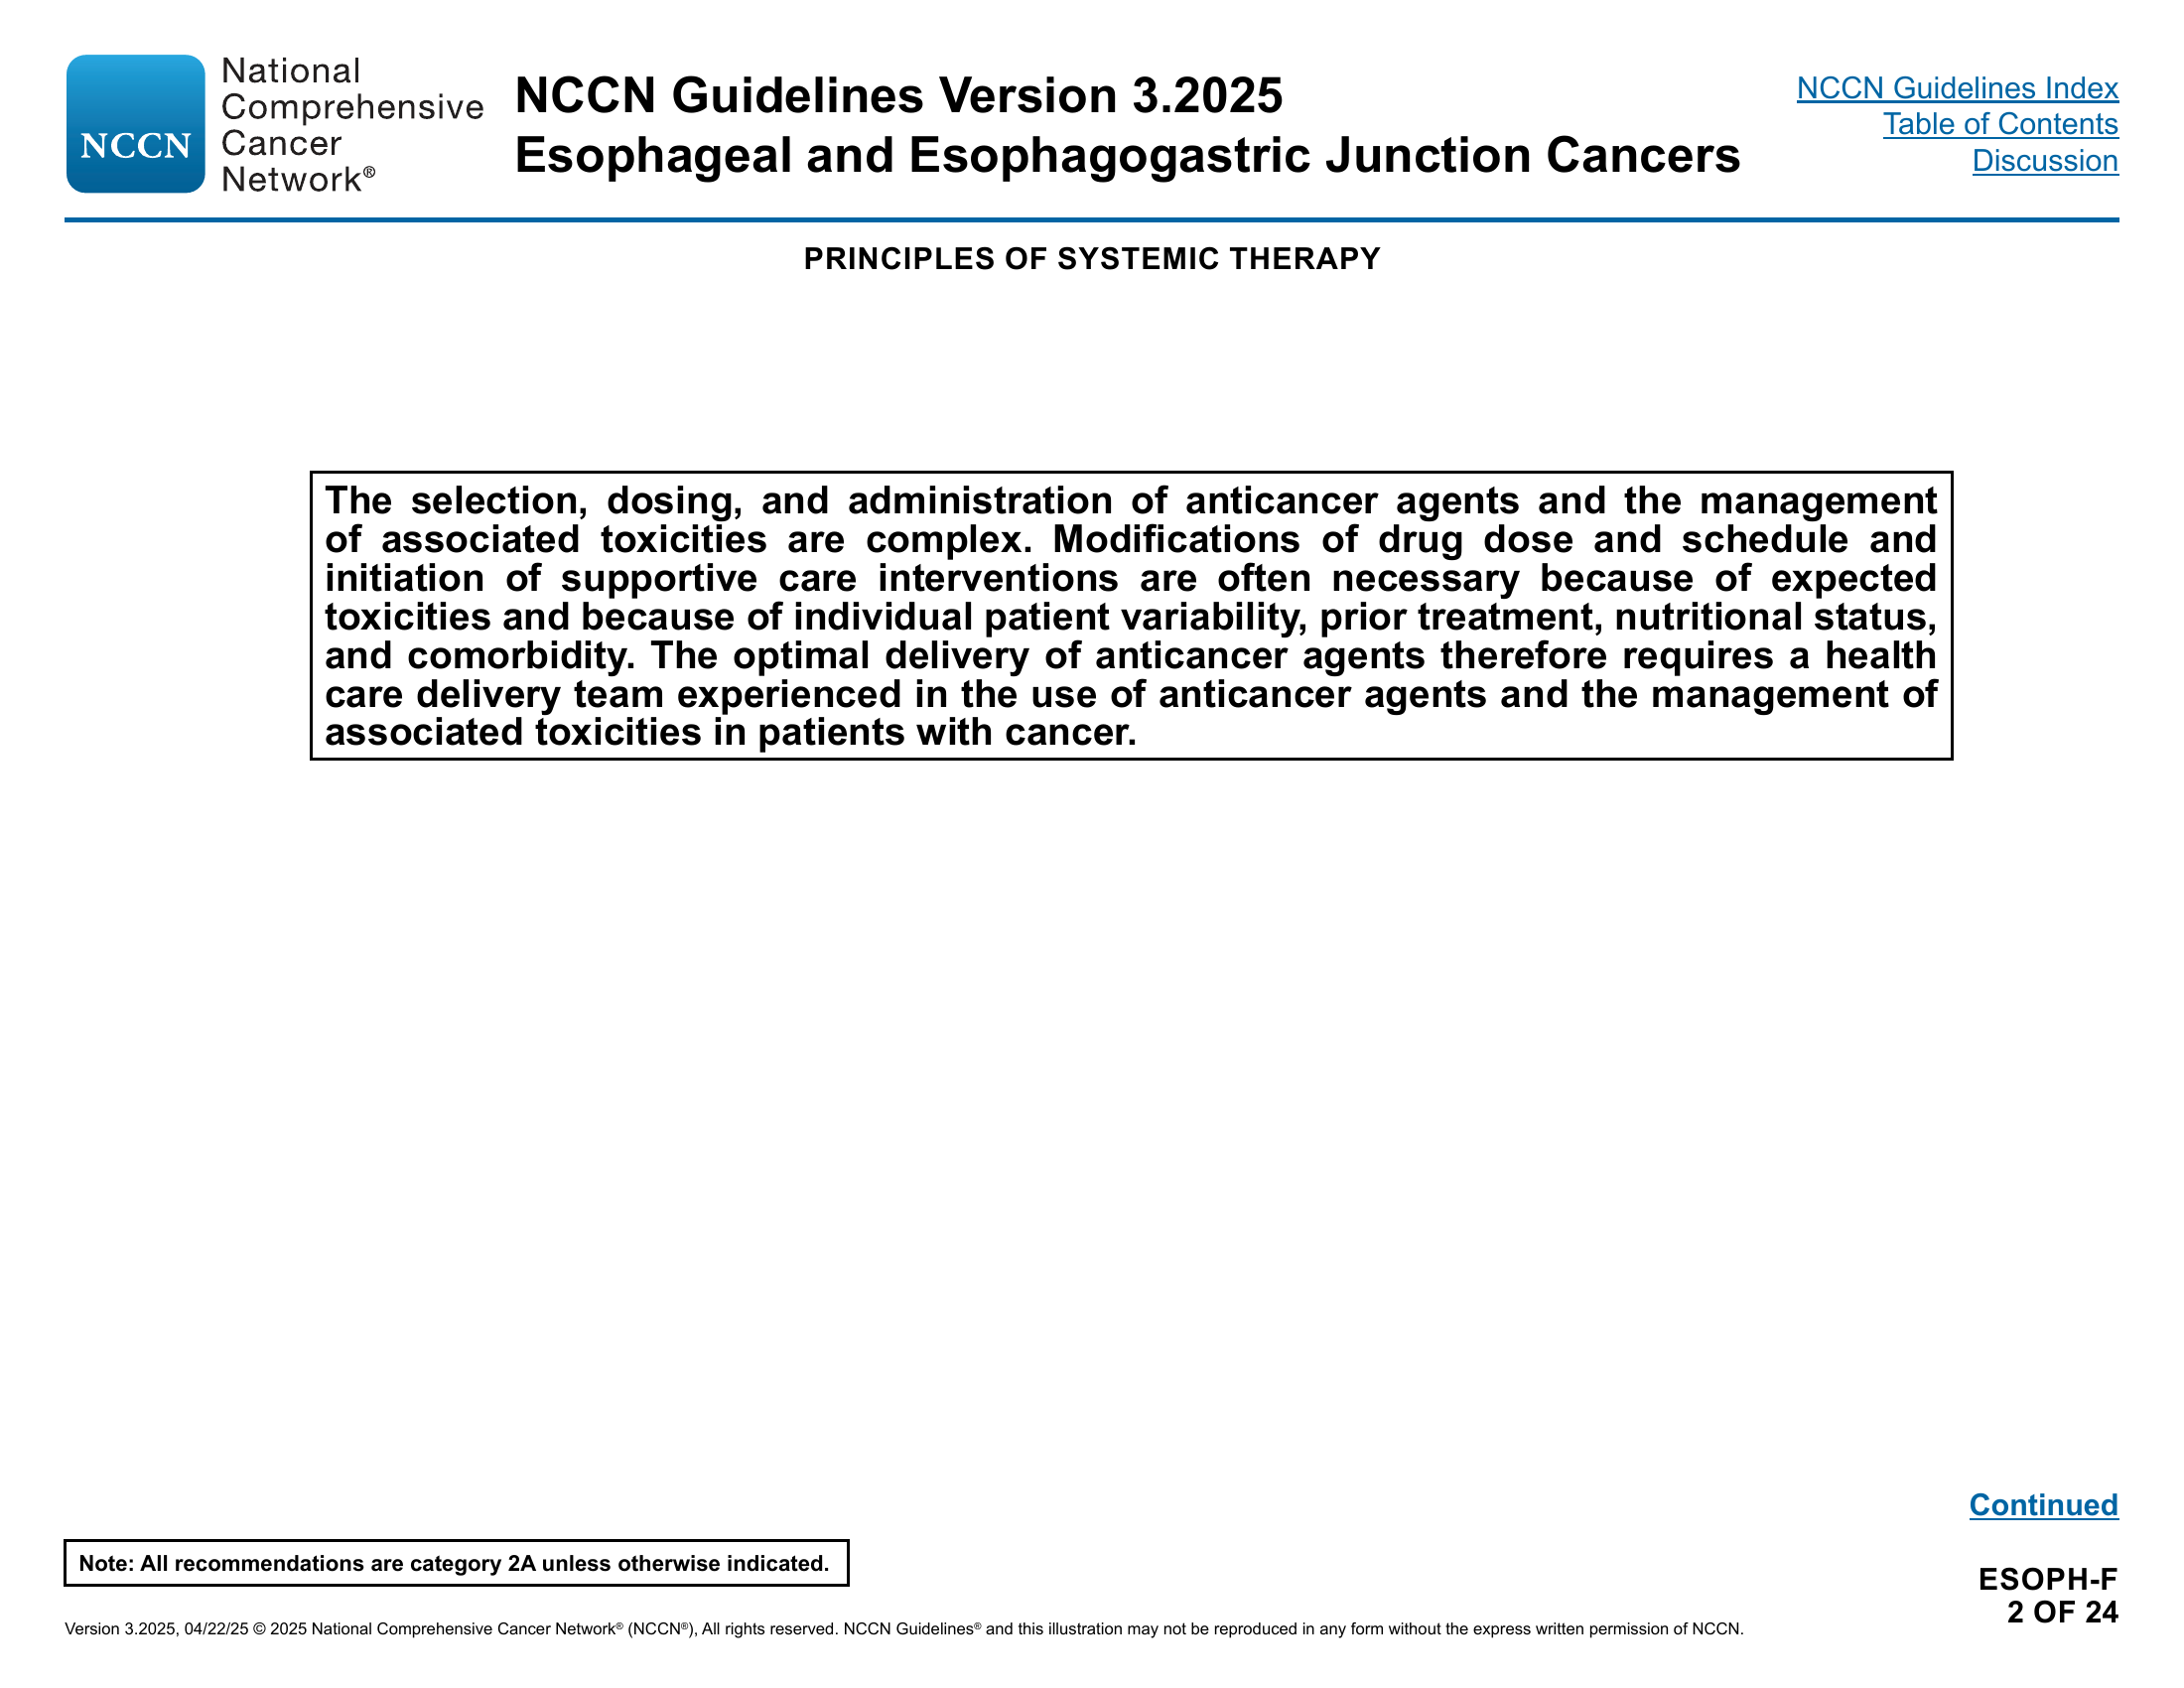 NCCN
National
Comprehensive
Cancer
Network®
NCCN Guidelines Version 3.2025
Esophageal and Esophagogastric Junction Cancers
NCCN Guidelines Index
Table of Contents
Discussion
PRINCIPLES OF SYSTEMIC THERAPY
The selection, dosing, and administration of anticancer agents and the management
of associated toxicities are complex. Modifications of drug dose and schedule and
initiation of supportive care interventions are often necessary because of expected
toxicities and because of individual patient variability, prior treatment, nutritional status,
and comorbidity. The optimal delivery of anticancer agents therefore requires a health
care delivery team experienced in the use of anticancer agents and the management of
associated toxicities in patients with cancer.
Continued
Note: All recommendations are category 2A unless otherwise indicated.
ESOPH-F
2 OF 24
Version 3.2025, 04/22/25 © 2025 National Comprehensive Cancer Network® (NCCN®), All rights reserved. NCCN Guidelines® and this illustration may not be reproduced in any form without the express written permission of NCCN.